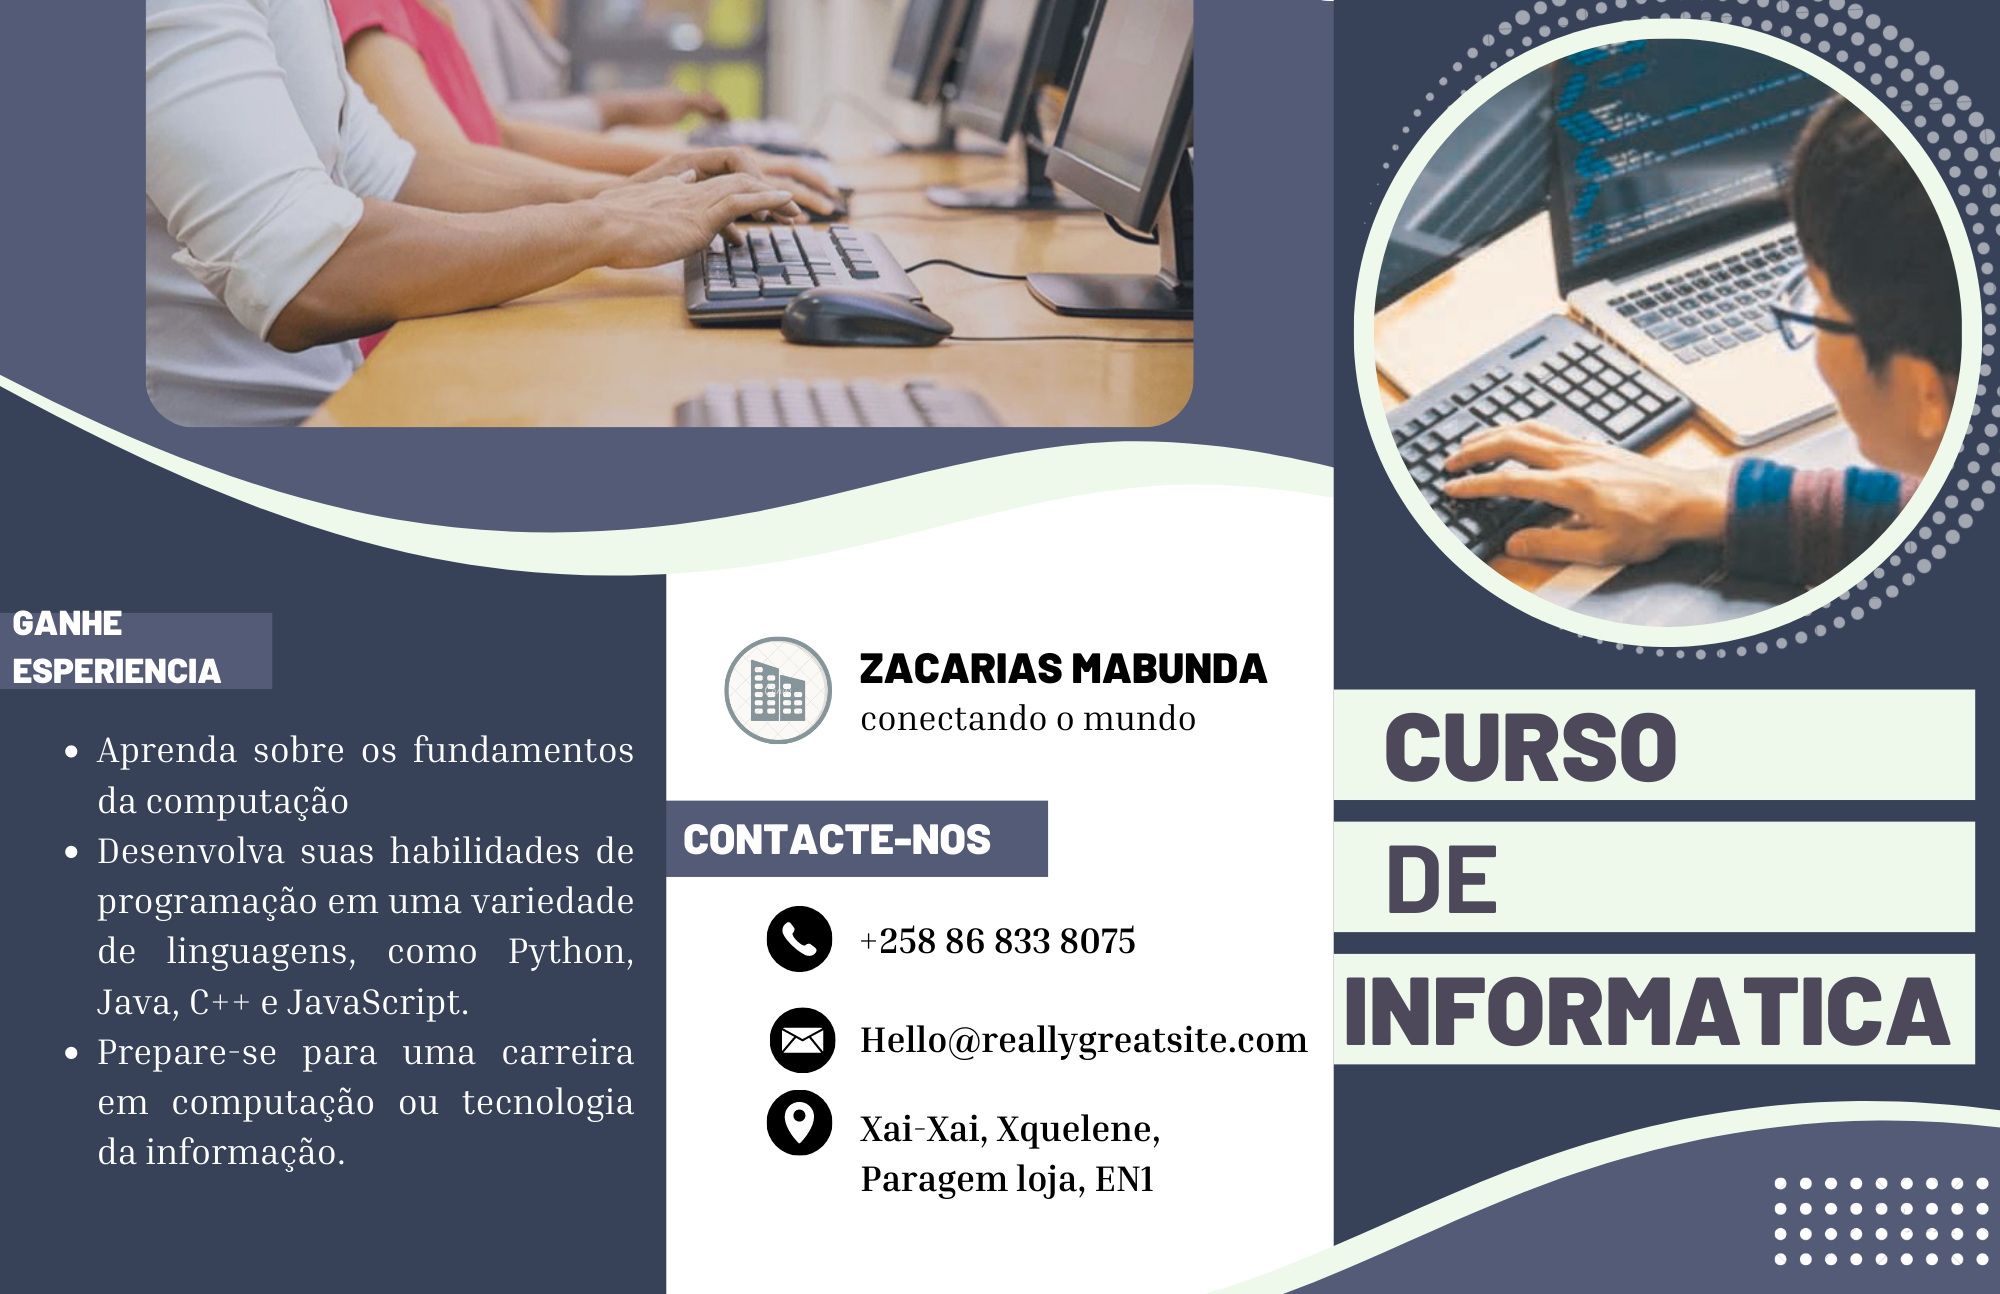 GANHE
ESPERIENCIA
Aprenda sobre os fundamentos
da computação
Desenvolva suas habilidades de
programação em uma variedade
de linguagens, como Python,
Java, C++ e JavaScript.
Prepare-se para uma carreira
em computação ou tecnologia
da informação.
ZACARIAS MABUNDA
conectando o mundo
CONTACTE-NOS
+258 86 833 8075
Hello@reallygreatsite.com
Xai-Xai, Xquelene,
Paragem loja, EN1
CURSO
DE
INFORMATICA